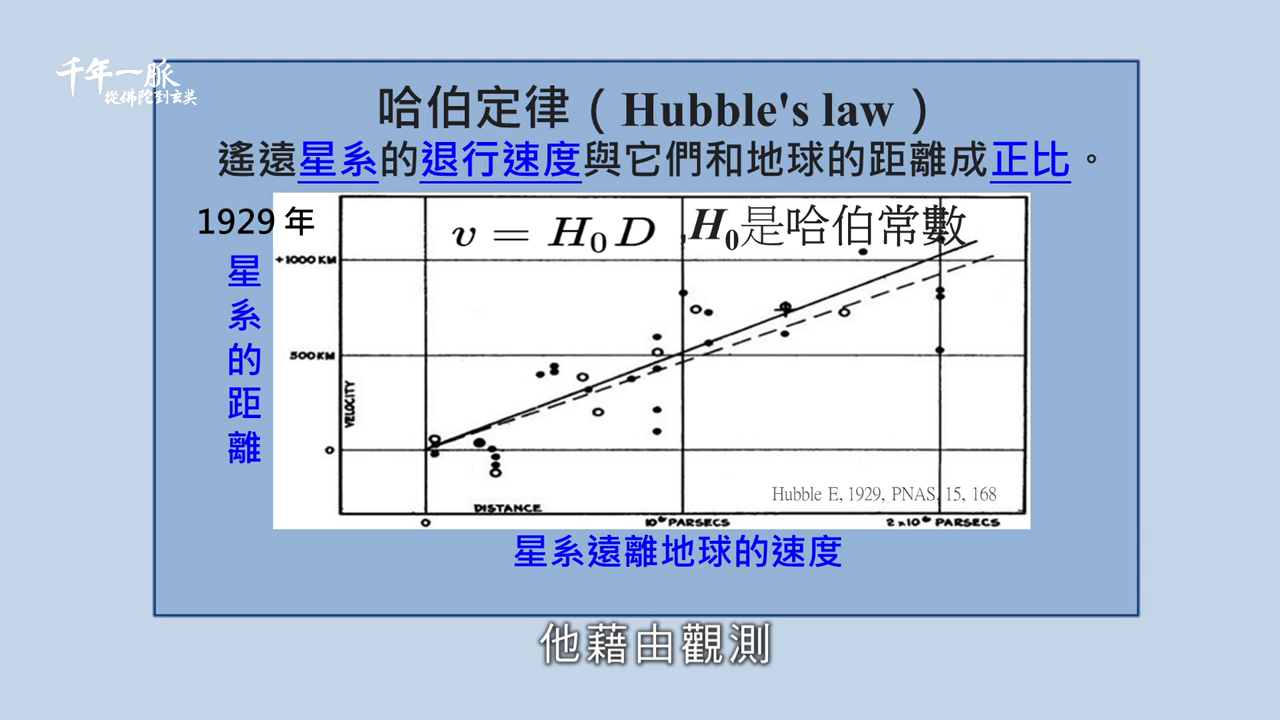 千年一脈
從佛陀到玄奘
哈伯定律（Hubble's law）
遙遠星系的退行速度與它們和地球的距離成正比。
1929 年
v = H₀D ,H₀是哈伯常數
星系的距離
+1000 KM
500 KM
VELOCITY
0
Hubble E, 1929, PNAS, 15, 168
DISTANCE
0
10⁶ PARSECS
2 x 10⁶ PARSECS
星系遠離地球的速度
他藉由觀測